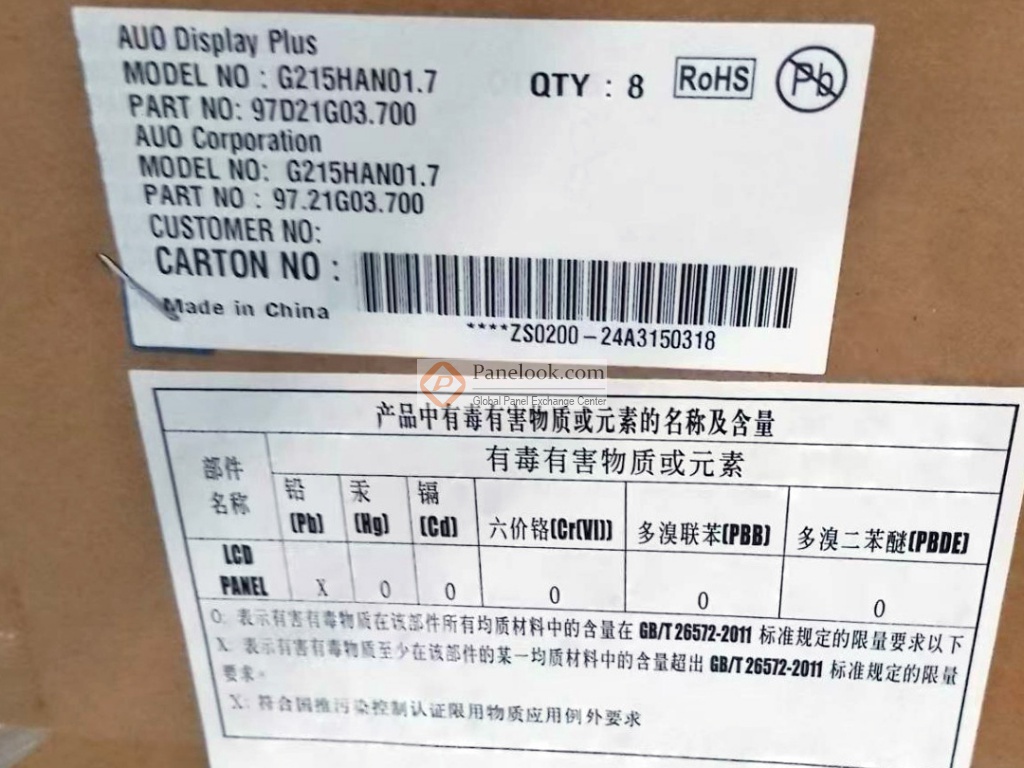 AUO Display Plus
MODEL NO : G215HAN01.7
PART NO: 97D21G03.700
AUO Corporation
MODEL NO: G215HAN01.7
PART NO : 97.21G03.700
CUSTOMER NO:
CARTON NO :
Made in China
QTY : 8
RoHS
Pb
****ZS0200-24A3150318
Panelook.com
Global Panel Exchange Center
产品中有毒有害物质或元素的名称及含量
部件名称
有毒有害物质或元素
铅(Pb) 汞(Hg) 镉(Cd) 六价铬(Cr(VI)) 多溴联苯(PBB) 多溴二苯醚(PBDE)
LCD PANEL X O O O O O
O: 表示有害有毒物质在该部件所有均质材料中的含量在 GB/T 26572-2011 标准规定的限量要求以下
X: 表示有害有毒物质至少在该部件的某一均质材料中的含量超出 GB/T 26572-2011 标准规定的限量
要求。
X: 符合国推污染控制认证限用物质应用例外要求